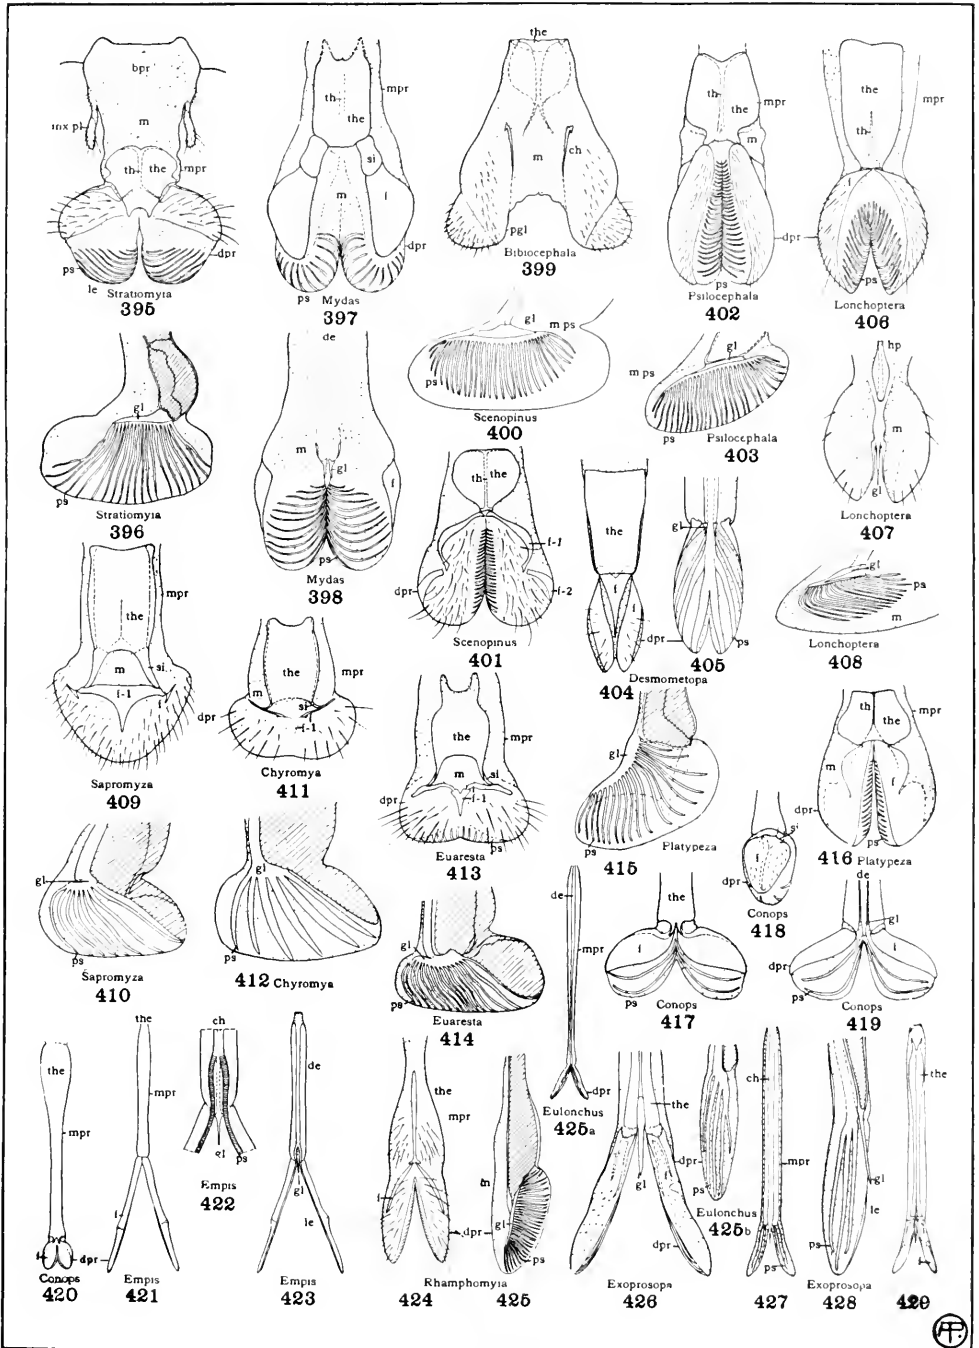 bpr
mx pl
m
th
the
mpr
dpr
ps
le
Stratiomyia
395
th
the
mpr
si
m
f
dpr
ps
Mydas
397
the
m
ch
pgl
Bibiocephala
399
th
the
mpr
m
dpr
ps
Psilocephala
402
the
th
mpr
f
ps
Lonchoptera
406
gl
ps
Stratiomyia
396
de
m
gl
f
ps
Mydas
398
gl
m ps
ps
Scenopinus
400
gl
m ps
ps
Psilocephala
403
hp
m
gl
Lonchoptera
407
th
the
f-1
dpr
f-2
Scenopinus
401
the
f
f
dpr
404
gl
ps
405
Desmometopa
gl
ps
m
Lonchoptera
408
mpr
the
m
si
f-1
f
Sapromyza
409
the
mpr
m
si
f
dpr
f-1
Chyromya
411
the
mpr
m
si
dpr
f-1
ps
Euaresta
413
gl
ps
Platypeza
415
th
the
mpr
m
f
dpr
ps
416 Platypeza
gl
ps
Sapromyza
410
gl
ps
412 Chyromya
gl
ps
Euaresta
414
de
mpr
dpr
Eulonchus
425a
the
f
ps
Conops
417
si
f
dpr
Conops
418
de
gl
f
dpr
ps
Conops
419
the
mpr
f
dpr
Conops
420
the
mpr
f
Empis
421
ch
gl
ps
Empis
422
de
gl
le
Empis
423
the
mpr
f
dpr
424
m
gl
ps
425
Rhamphomyia
the
gl
dpr
Exoprosopa
426
dpr
ps
Eulonchus
425b
ch
mpr
ps
427
gl
le
ps
Exoprosopa
428
the
f
429
AP